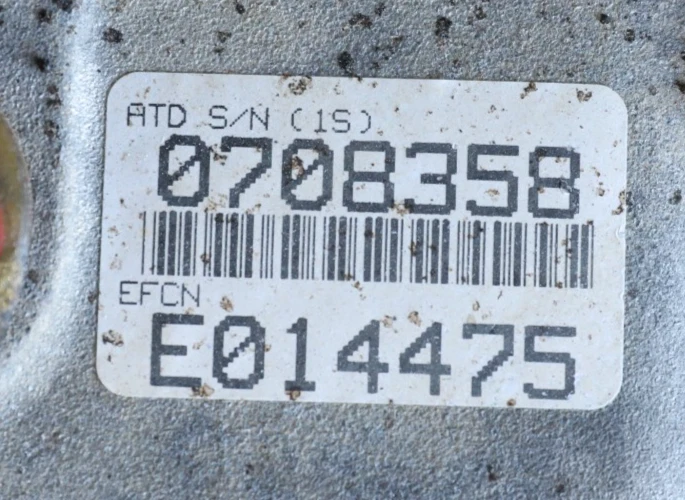 ATD S/N (1S)
0708358
EFCN
E014475